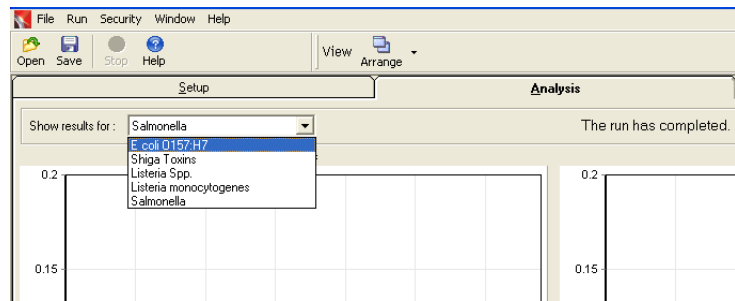 File Run Security Window Help
Open Save Stop Help View Arrange
Setup Analysis
Show results for : Salmonella The run has completed.
E coli O157:H7
Shiga Toxins
Listeria Spp.
Listeria monocytogenes
Salmonella
0.2 0.2
0.15 0.15